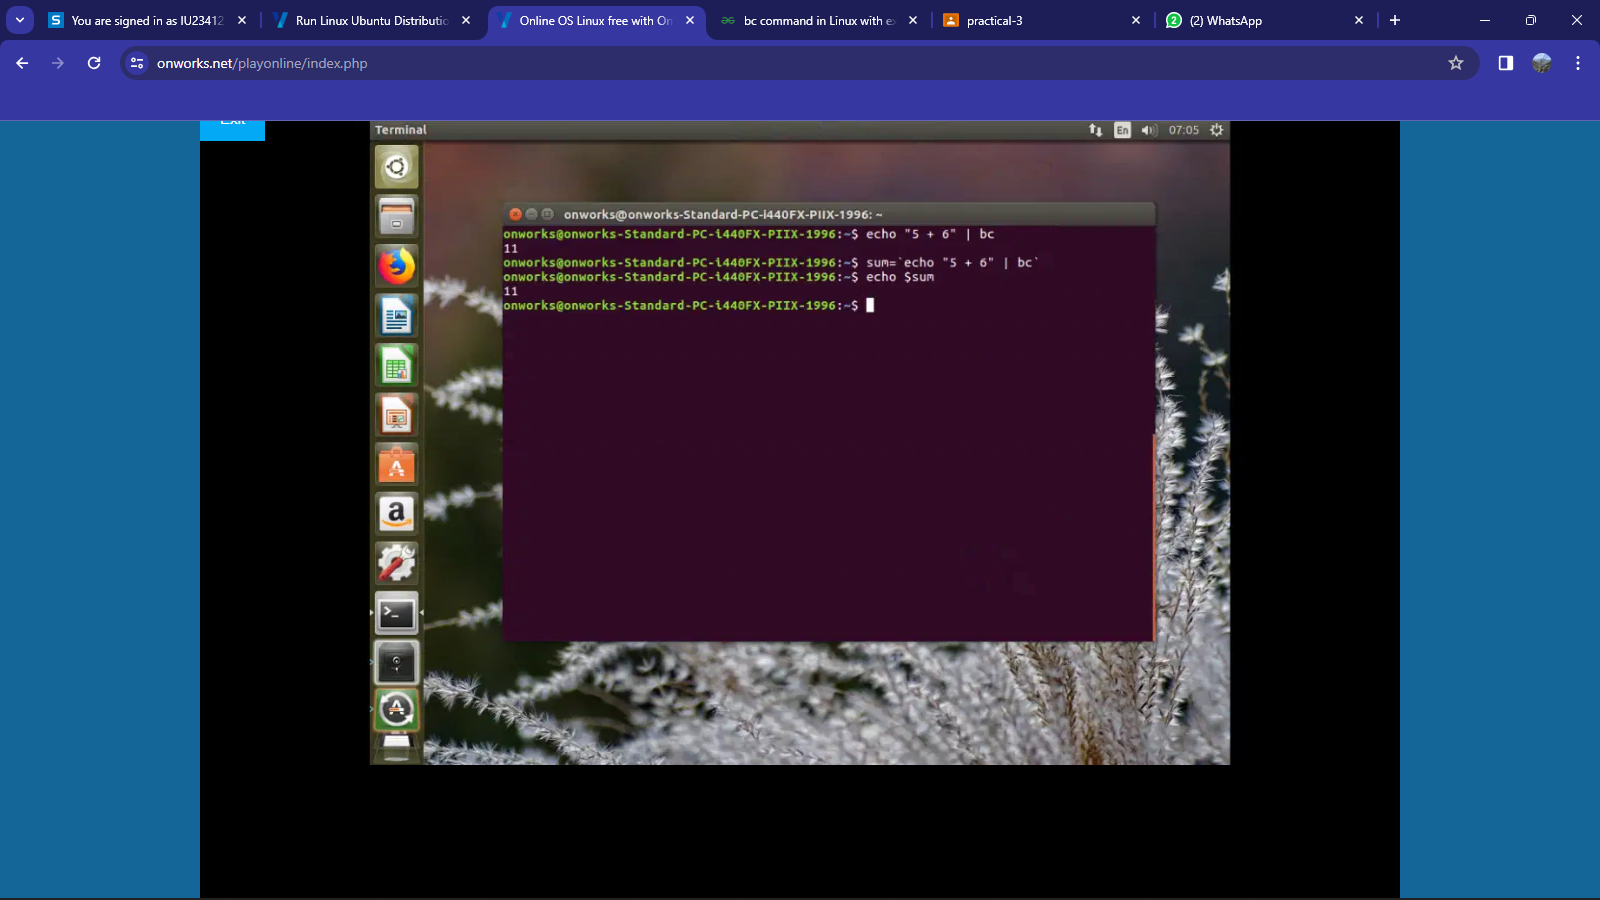 You are signed in as IU23412
Run Linux Ubuntu Distributio
Online OS Linux free with On
bc command in Linux with ex
practical-3
2
(2) WhatsApp
onworks.net/playonline/index.php
Exit
Terminal
En
07:05
onworks@onworks-Standard-PC-i440FX-PIIX-1996: ~
onworks@onworks-Standard-PC-i440FX-PIIX-1996:~$ echo "5 + 6" | bc
11
onworks@onworks-Standard-PC-i440FX-PIIX-1996:~$ sum=`echo "5 + 6" | bc`
onworks@onworks-Standard-PC-i440FX-PIIX-1996:~$ echo $sum
11
onworks@onworks-Standard-PC-i440FX-PIIX-1996:~$